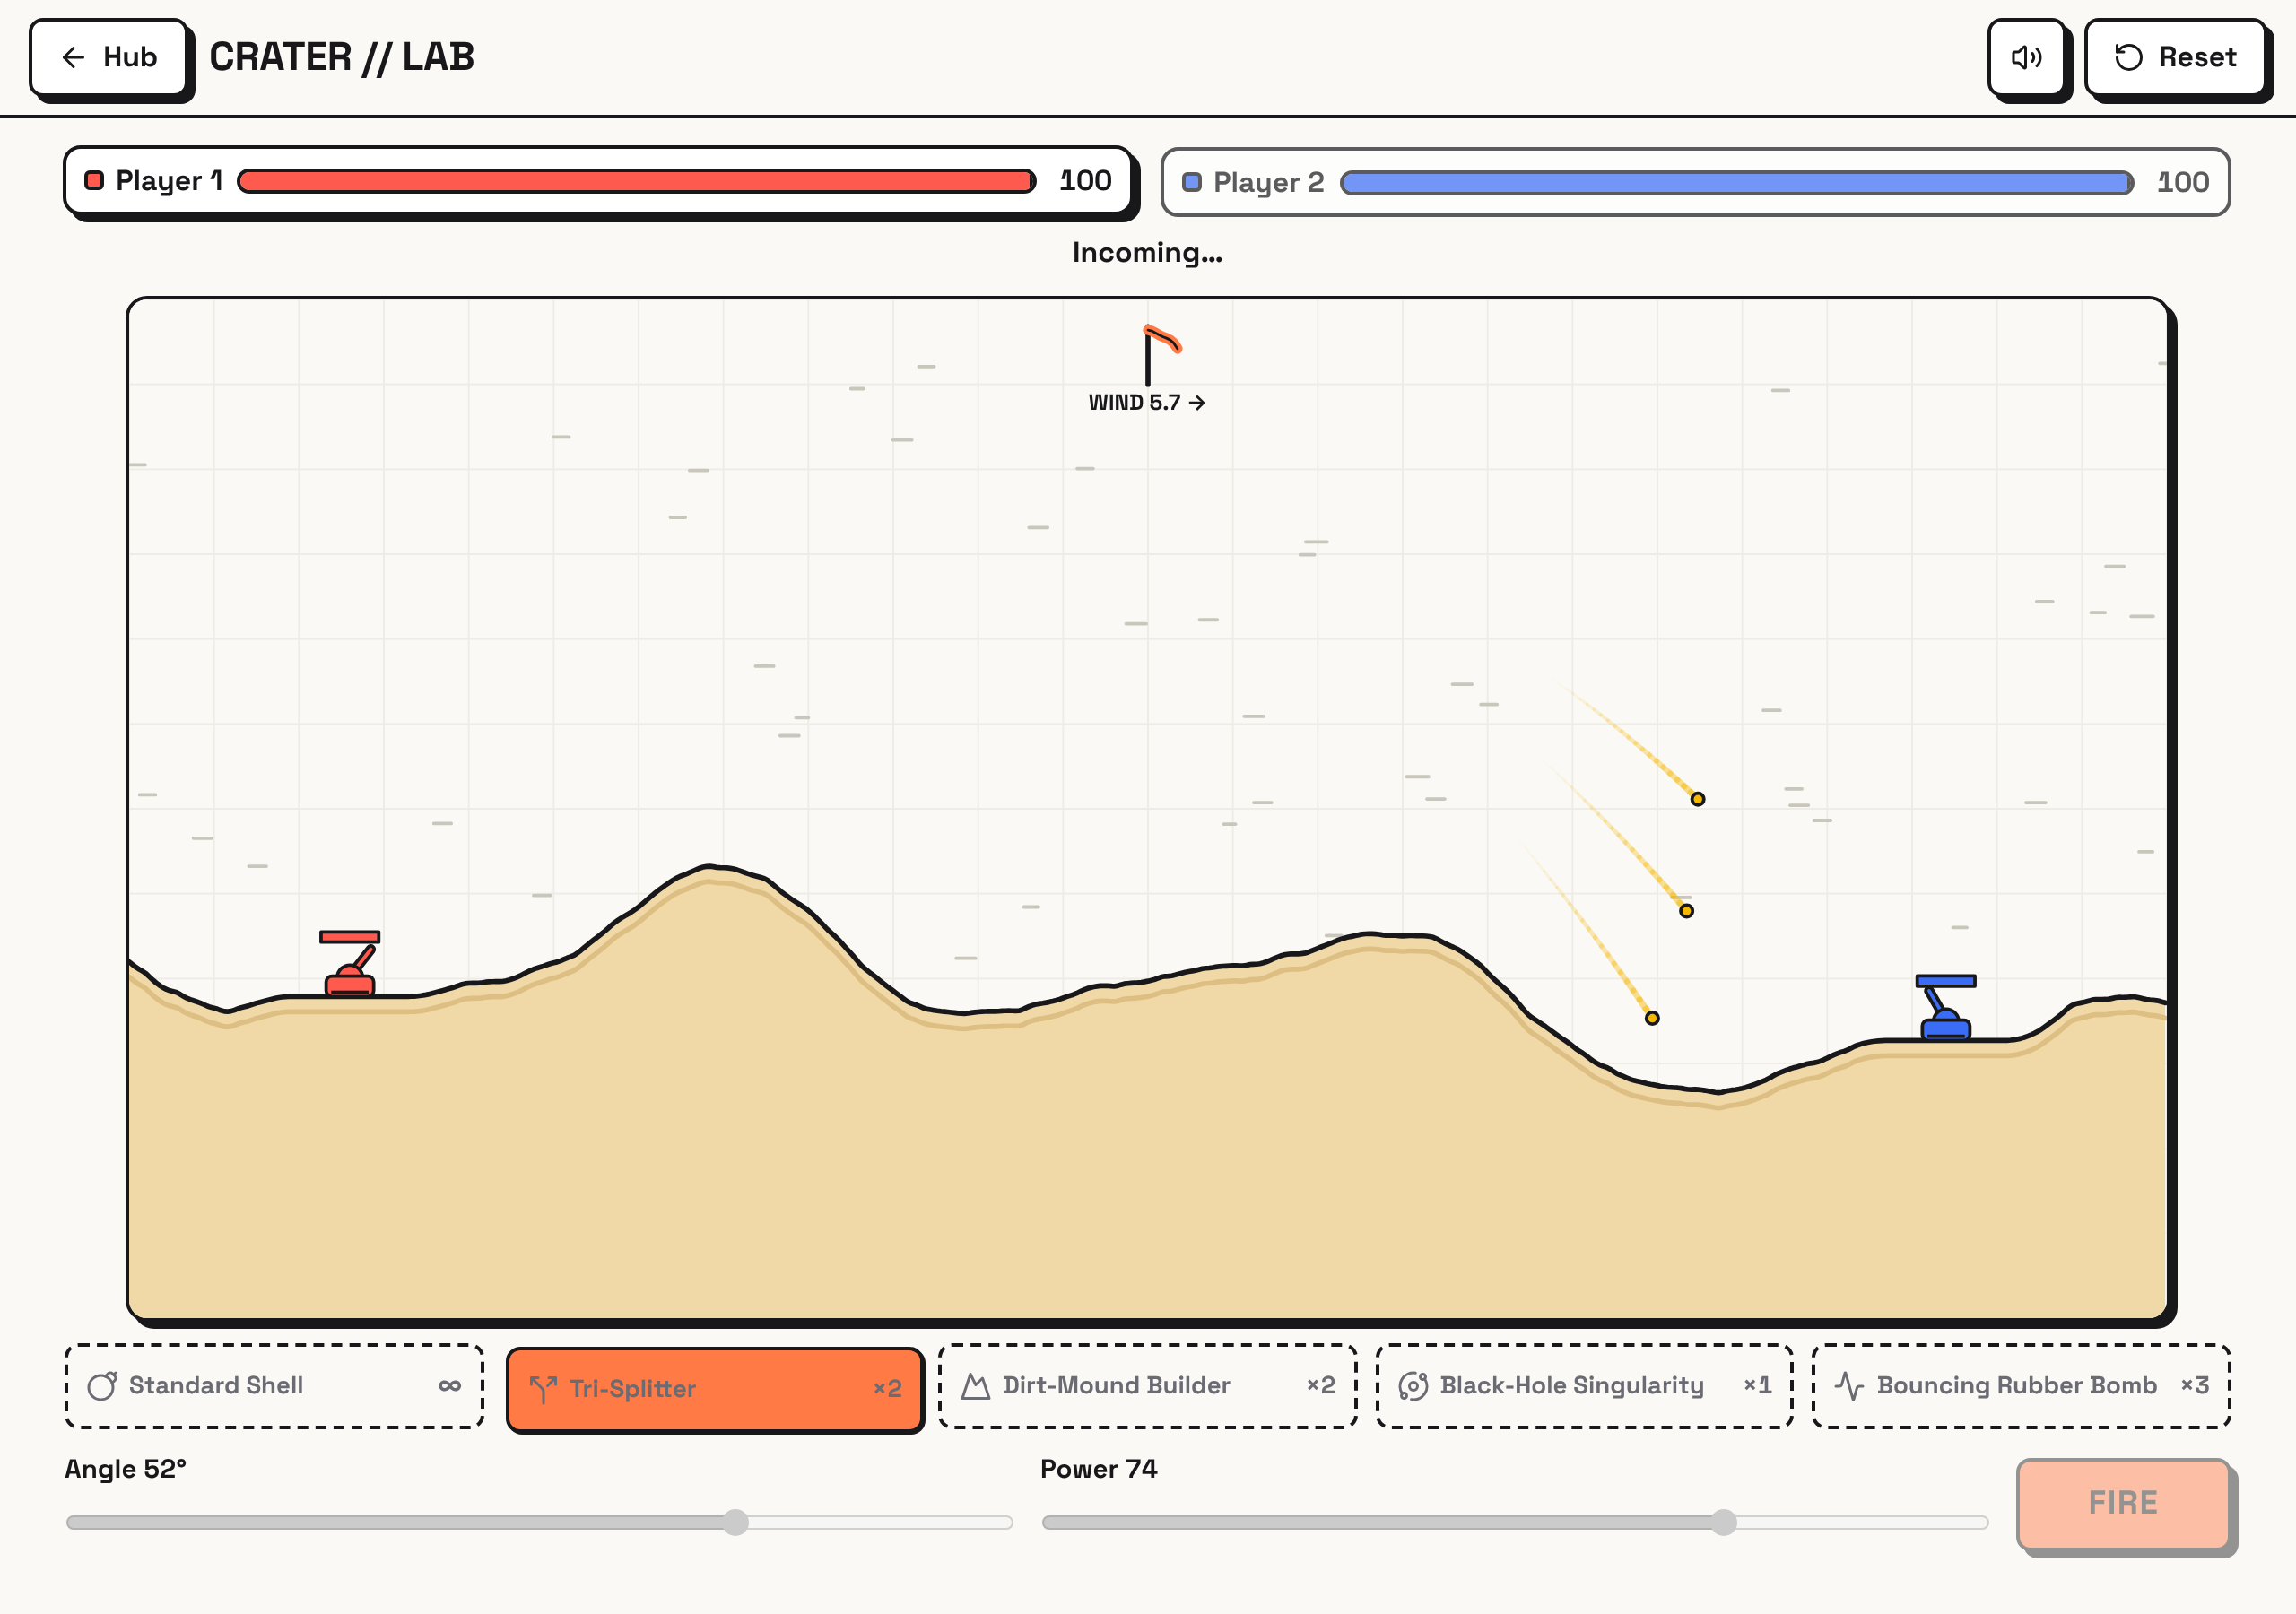 Hub
CRATER // LAB
Reset
Player 1
100
Player 2
100
Incoming...
WIND 5.7 →
Standard Shell ∞
Tri-Splitter ×2
Dirt-Mound Builder ×2
Black-Hole Singularity ×1
Bouncing Rubber Bomb ×3
Angle 52°
Power 74
FIRE